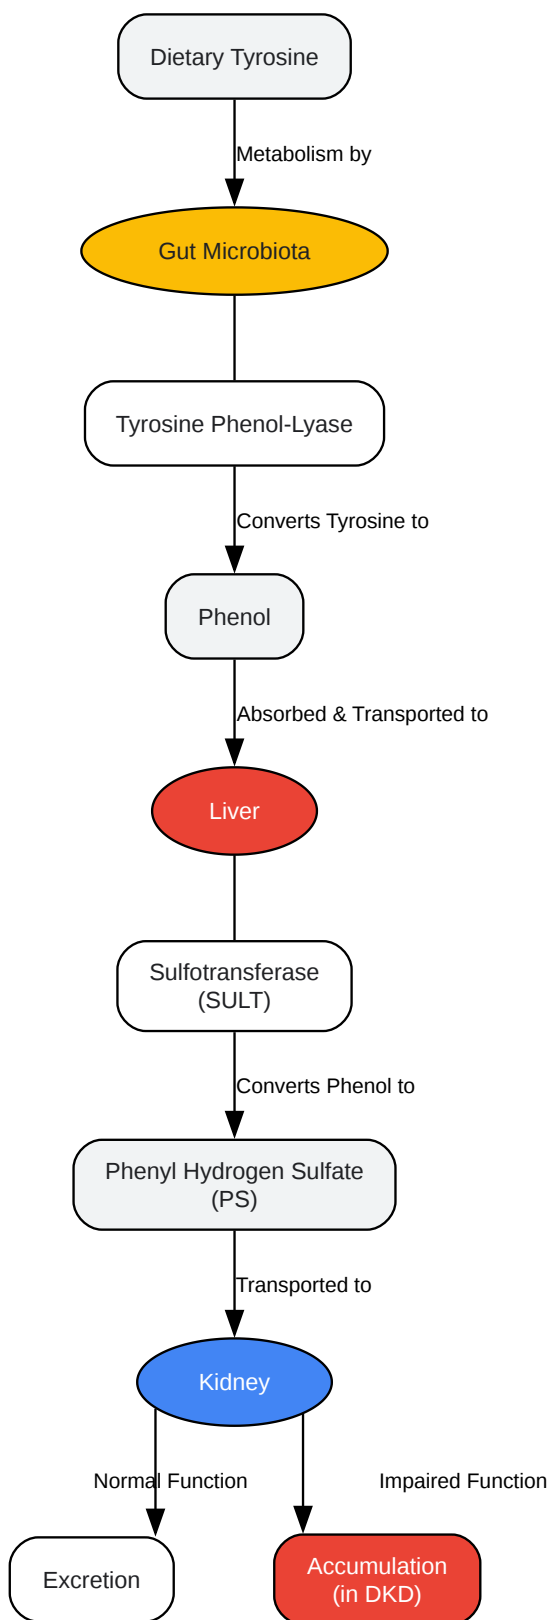 Dietary Tyrosine
Metabolism by
Gut Microbiota
Tyrosine Phenol-Lyase
Converts Tyrosine to
Phenol
Absorbed & Transported to
Liver
Sulfotransferase
(SULT)
Converts Phenol to
Phenyl Hydrogen Sulfate
(PS)
Transported to
Kidney
Normal Function
Impaired Function
Excretion
Accumulation
(in DKD)